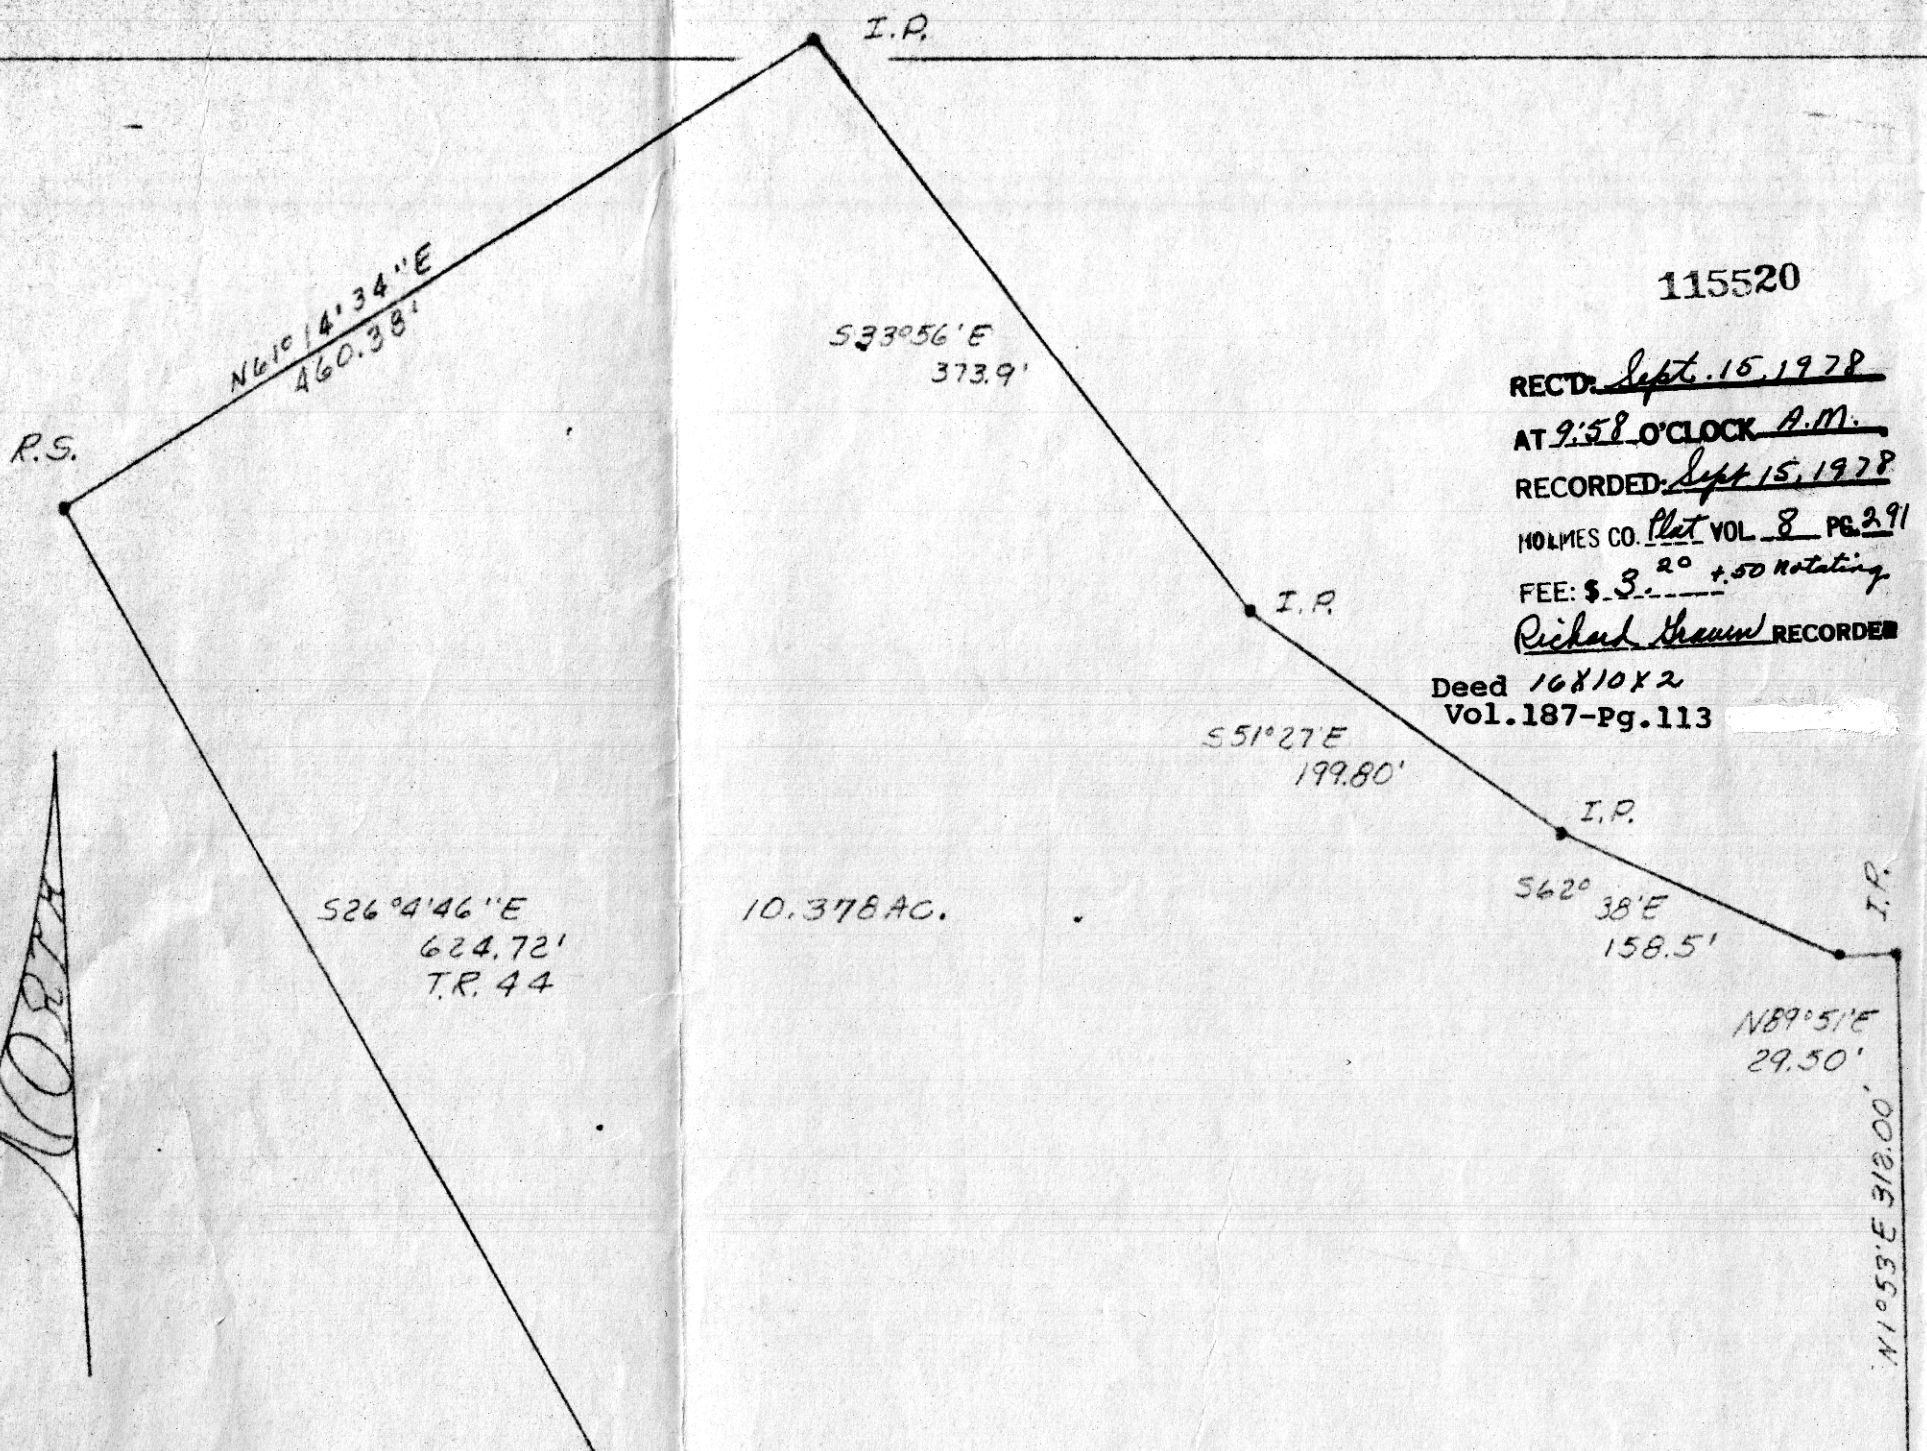 I.P.
N61°14'34"E
460.38'
R.S.
S33°56'E
373.9'
115520
REC'D: Sept. 15, 1978
AT 9:58 O'CLOCK A.M.
RECORDED: Sept 15, 1978
HOLMES CO. Plat VOL 8 PG. 291
FEE: $ 3.20 +.50 notating
Richard RECORDER
Deed 16X10X2
Vol.187-Pg.113
I.P.
S51°27'E
199.80'
I.P.
S62°38'E
158.5'
I.P.
S26°4'46"E
624.72'
T.R. 44
10.378 AC.
NORTH
N89°51'E
29.50'
N1°53'E 318.00'